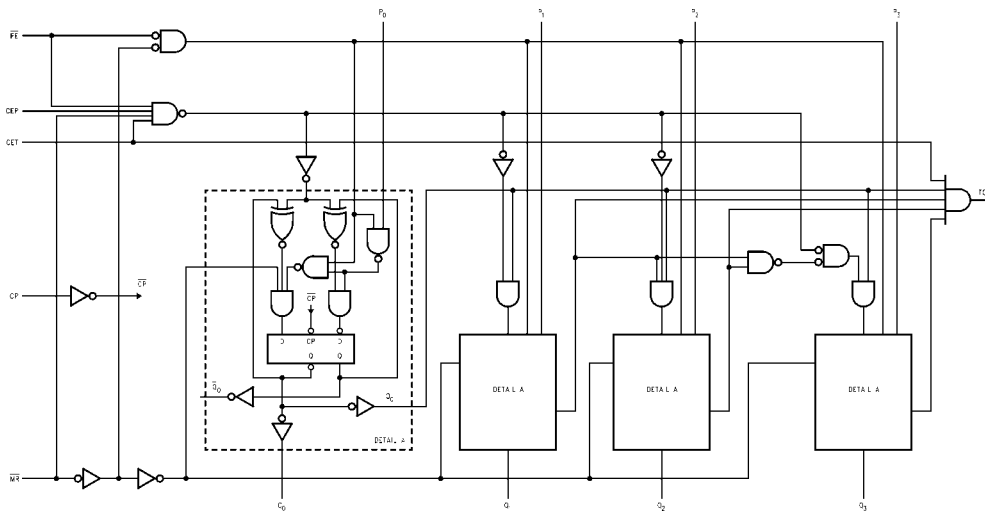 P0
P1
P2
P3
PE
CEP
CET
TC
CP
CP
CP
D CP D
Q Q
Q0
Q0
DETAIL A
DETAIL A
DETAIL A
DETAIL A
MR
Q0
Q
Q2
Q3